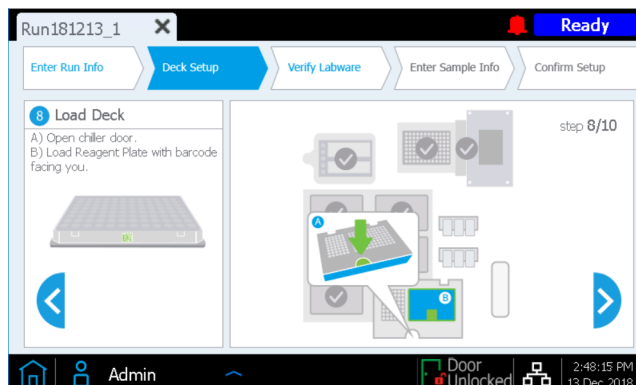 Run181213_1
Ready
Enter Run Info
Deck Setup
Verify Labware
Enter Sample Info
Confirm Setup
8 Load Deck
A) Open chiller door.
B) Load Reagent Plate with barcode
facing you.
step 8/10
A
B
Admin
Door
Unlocked
2:48:15 PM
13 Dec 2018